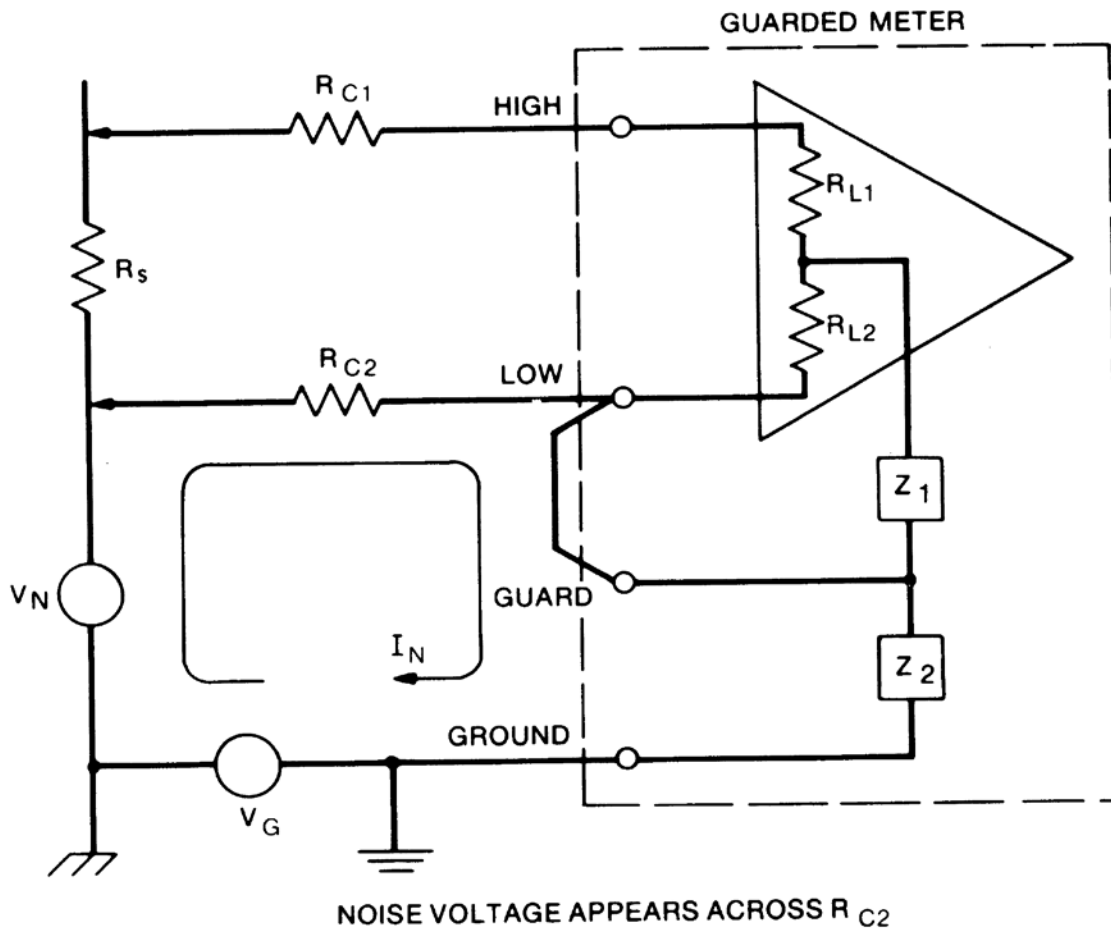 GUARDED METER
R C1
HIGH
R L1
R S
R L2
R C2
LOW
Z 1
V N
GUARD
I N
Z 2
GROUND
V G
NOISE VOLTAGE APPEARS ACROSS R C2